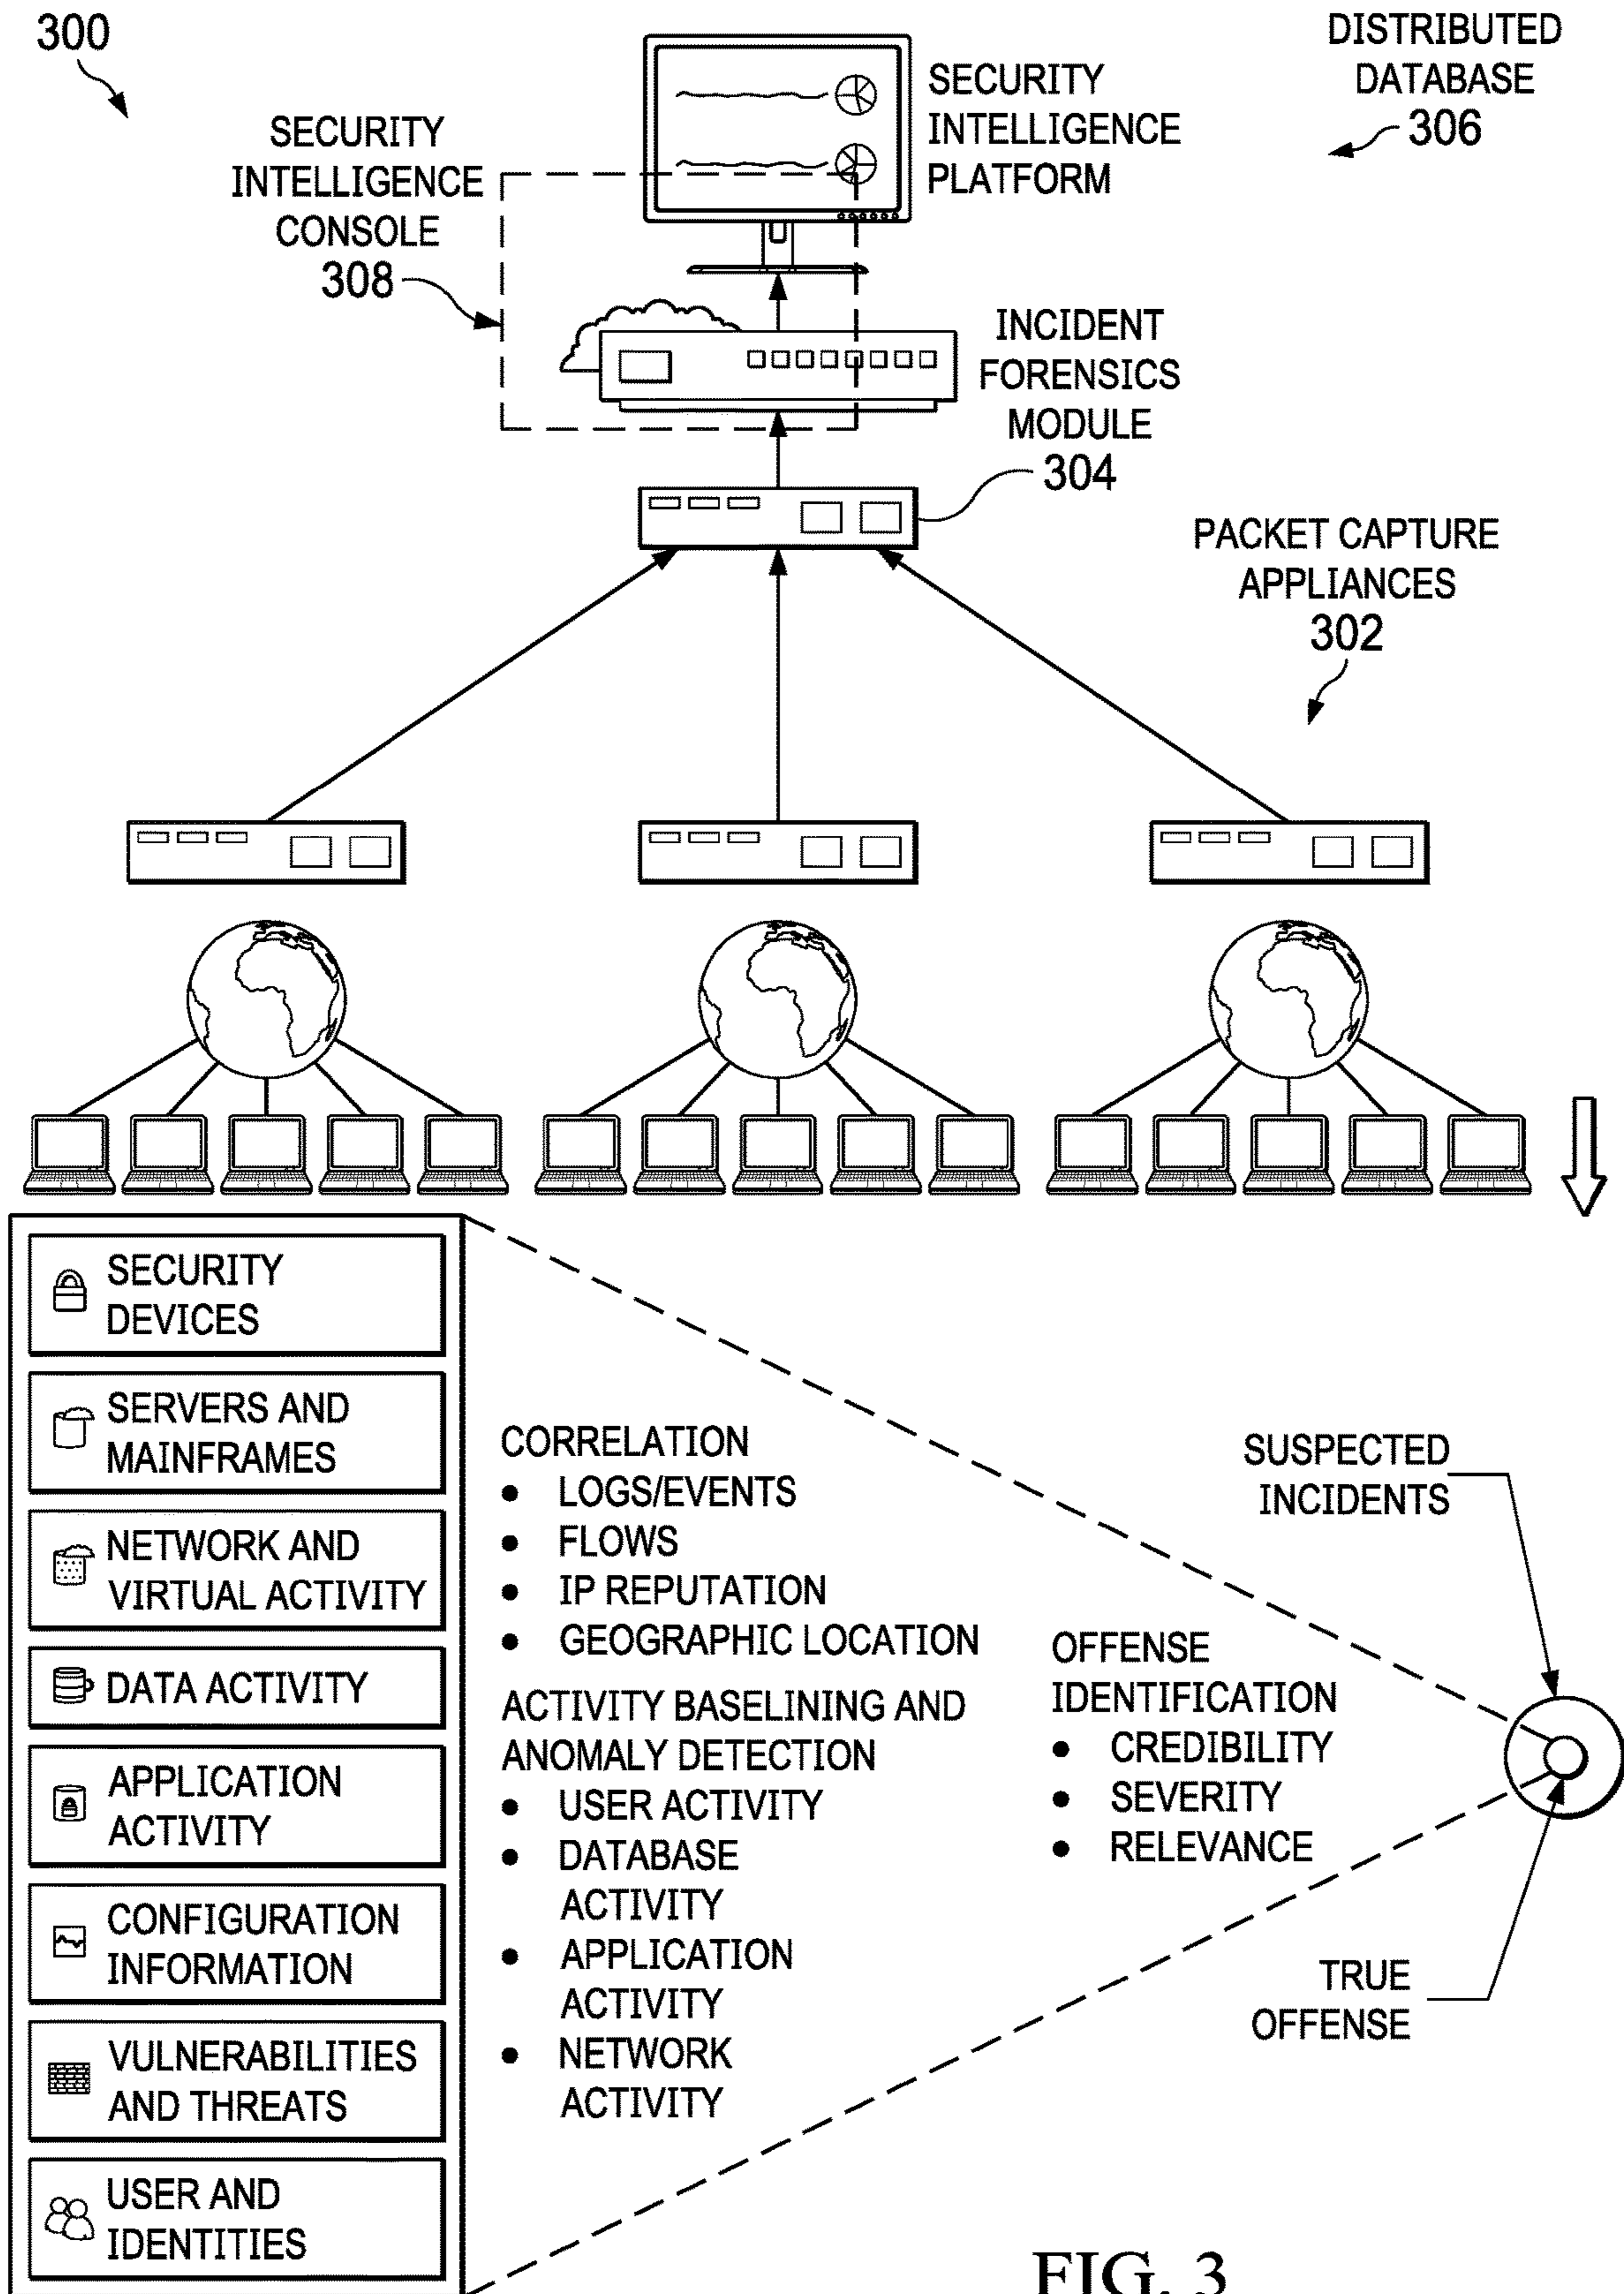 300
DISTRIBUTED
DATABASE
306
SECURITY
INTELLIGENCE
PLATFORM
SECURITY
INTELLIGENCE
CONSOLE
308
INCIDENT
FORENSICS
MODULE
304
PACKET CAPTURE
APPLIANCES
302
SECURITY
DEVICES
SERVERS AND
MAINFRAMES
NETWORK AND
VIRTUAL ACTIVITY
DATA ACTIVITY
APPLICATION
ACTIVITY
CONFIGURATION
INFORMATION
VULNERABILITIES
AND THREATS
USER AND
IDENTITIES
CORRELATION
• LOGS/EVENTS
• FLOWS
• IP REPUTATION
• GEOGRAPHIC LOCATION
ACTIVITY BASELINING AND
ANOMALY DETECTION
• USER ACTIVITY
• DATABASE
ACTIVITY
• APPLICATION
ACTIVITY
• NETWORK
ACTIVITY
OFFENSE
IDENTIFICATION
• CREDIBILITY
• SEVERITY
• RELEVANCE
SUSPECTED
INCIDENTS
TRUE
OFFENSE
FIG. 3